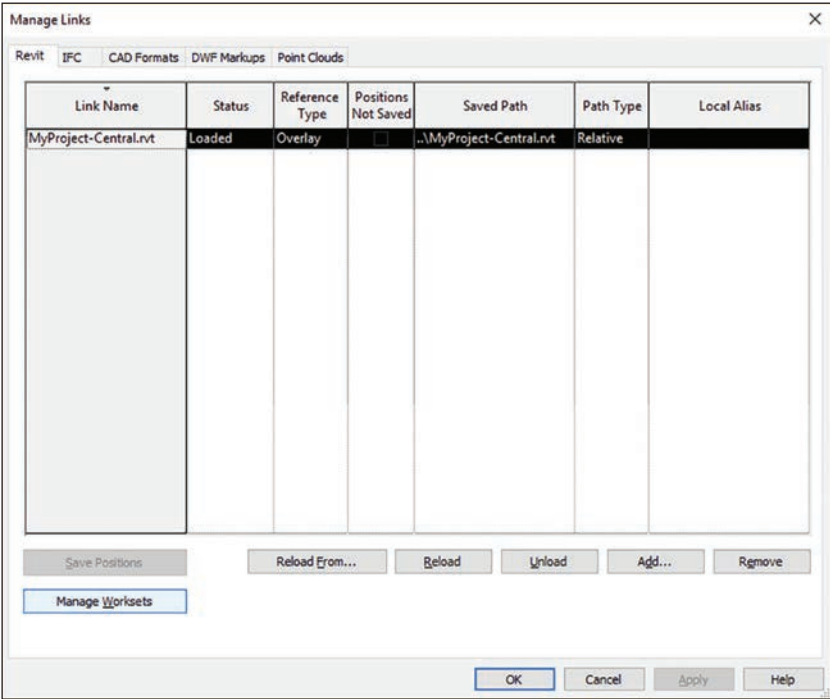 Manage Links
Revit IFC CAD Formats DWF Markups Point Clouds
Link Name Status Reference Type Positions Not Saved Saved Path Path Type Local Alias
MyProject-Central.rvt Loaded Overlay ..\MyProject-Central.rvt Relative
Save Positions Reload From... Reload Unload Add... Remove
Manage Worksets
OK Cancel Apply Help